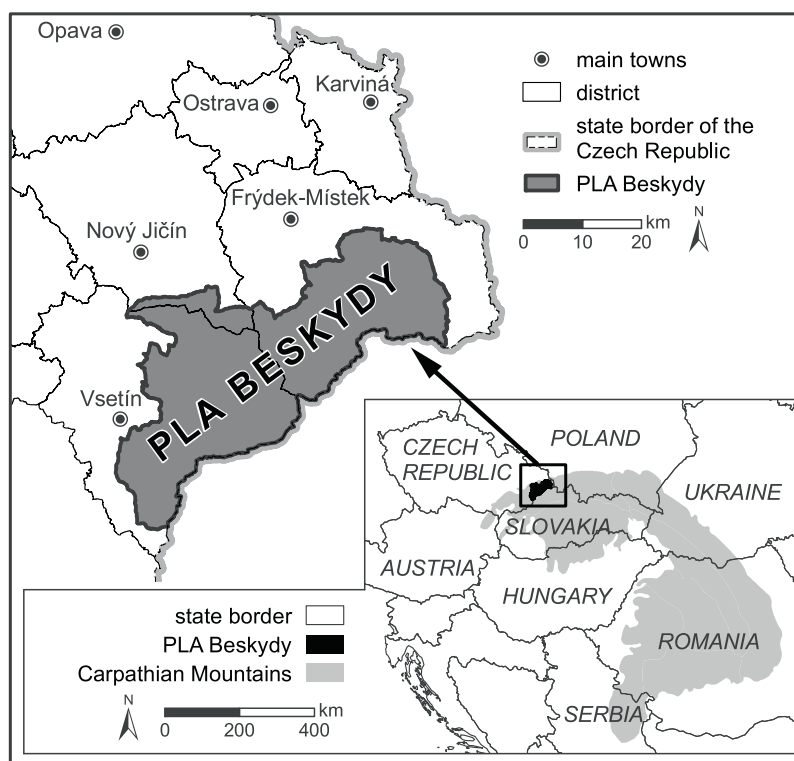 Opava
Ostrava
Karviná
Frýdek-Místek
Nový Jičín
Vsetín
PLA BESKYDY
main towns
district
state border of the
Czech Republic
PLA Beskydy
km
0 10 20
N
CZECH
REPUBLIC
POLAND
UKRAINE
SLOVAKIA
AUSTRIA
HUNGARY
ROMANIA
SERBIA
state border
PLA Beskydy
Carpathian Mountains
N
km
0 200 400